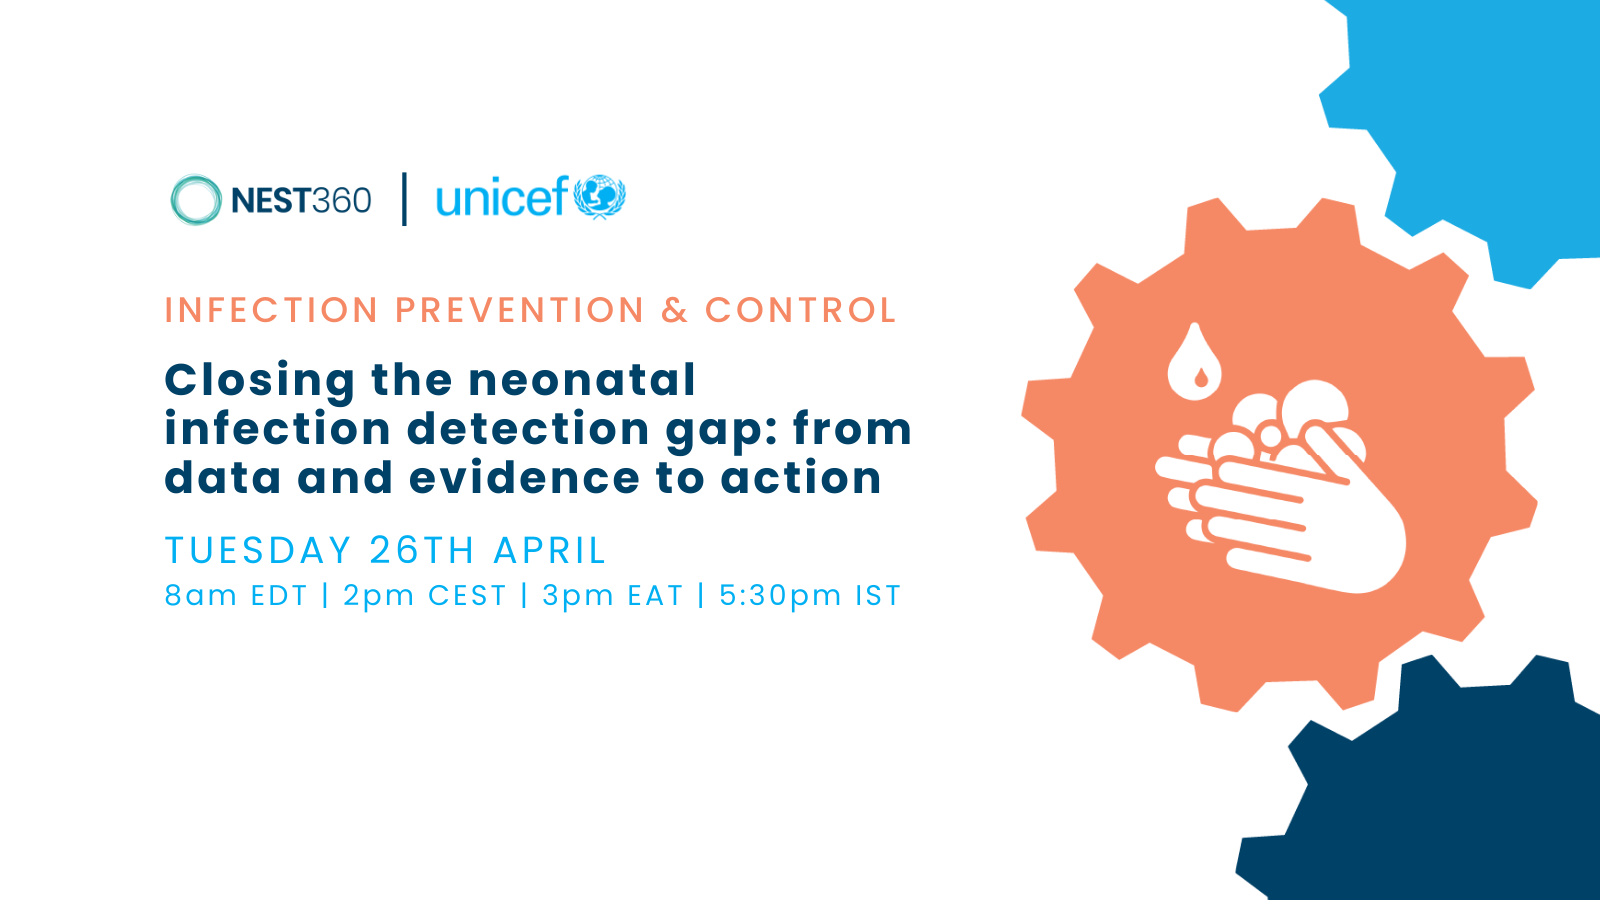 NEST360 | unicef
INFECTION PREVENTION & CONTROL
Closing the neonatal
infection detection gap: from
data and evidence to action
TUESDAY 26TH APRIL
8am EDT | 2pm CEST | 3pm EAT | 5:30pm IST